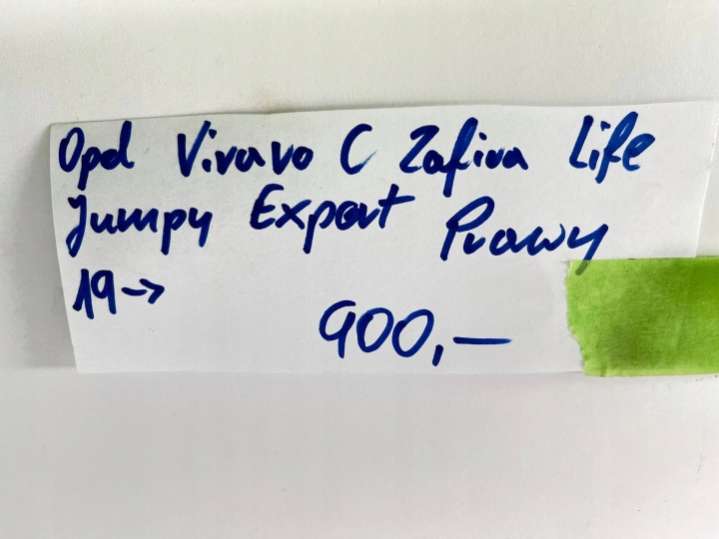 Opel Vivavo C Zafira Life
Jumpy Expert Prawy
19->
900,-